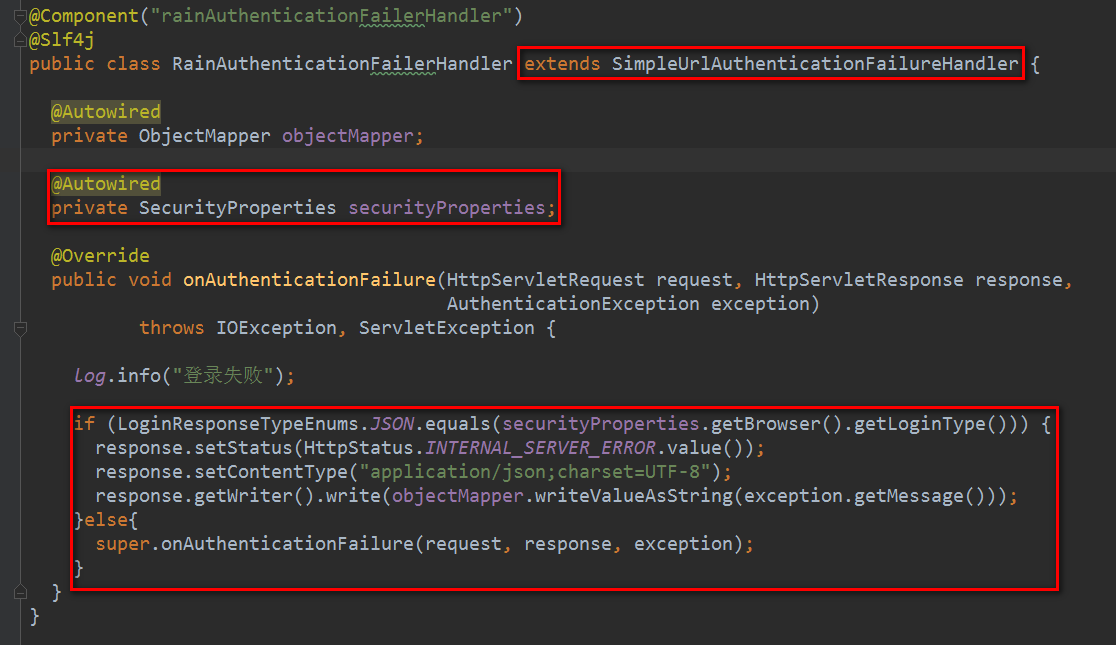 @Component("rainAuthenticationFailerHandler")
@Slf4j
public class RainAuthenticationFailerHandler extends SimpleUrlAuthenticationFailureHandler {
@Autowired
private ObjectMapper objectMapper;
@Autowired
private SecurityProperties securityProperties;
@Override
public void onAuthenticationFailure(HttpServletRequest request, HttpServletResponse response,
AuthenticationException exception)
throws IOException, ServletException {
log.info("登录失败");
if (LoginResponseTypeEnums.JSON.equals(securityProperties.getBrowser().getLoginType())) {
response.setStatus(HttpStatus.INTERNAL_SERVER_ERROR.value());
response.setContentType("application/json;charset=UTF-8");
response.getWriter().write(objectMapper.writeValueAsString(exception.getMessage()));
}else{
super.onAuthenticationFailure(request, response, exception);
}
}
}